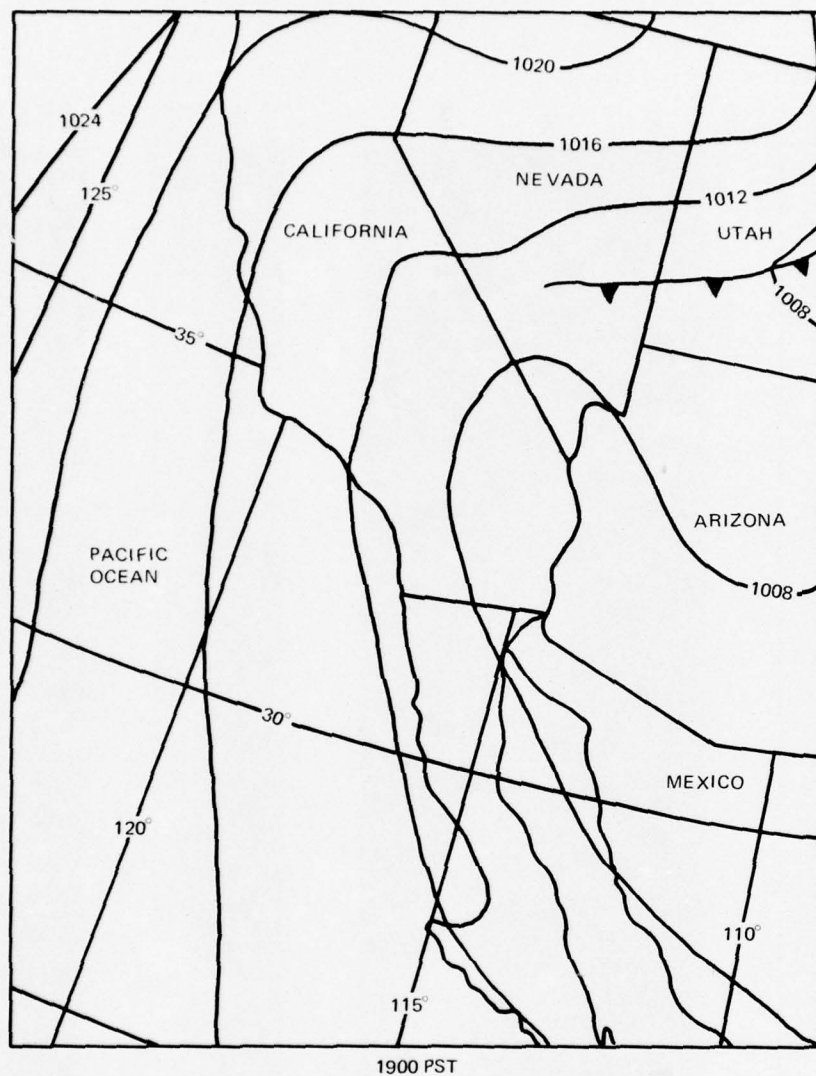 1020
1024
1016
NEVADA
125°
1012
CALIFORNIA
UTAH
1008
35°
ARIZONA
PACIFIC
OCEAN
1008
30°
MEXICO
120°
110°
115°
1900 PST